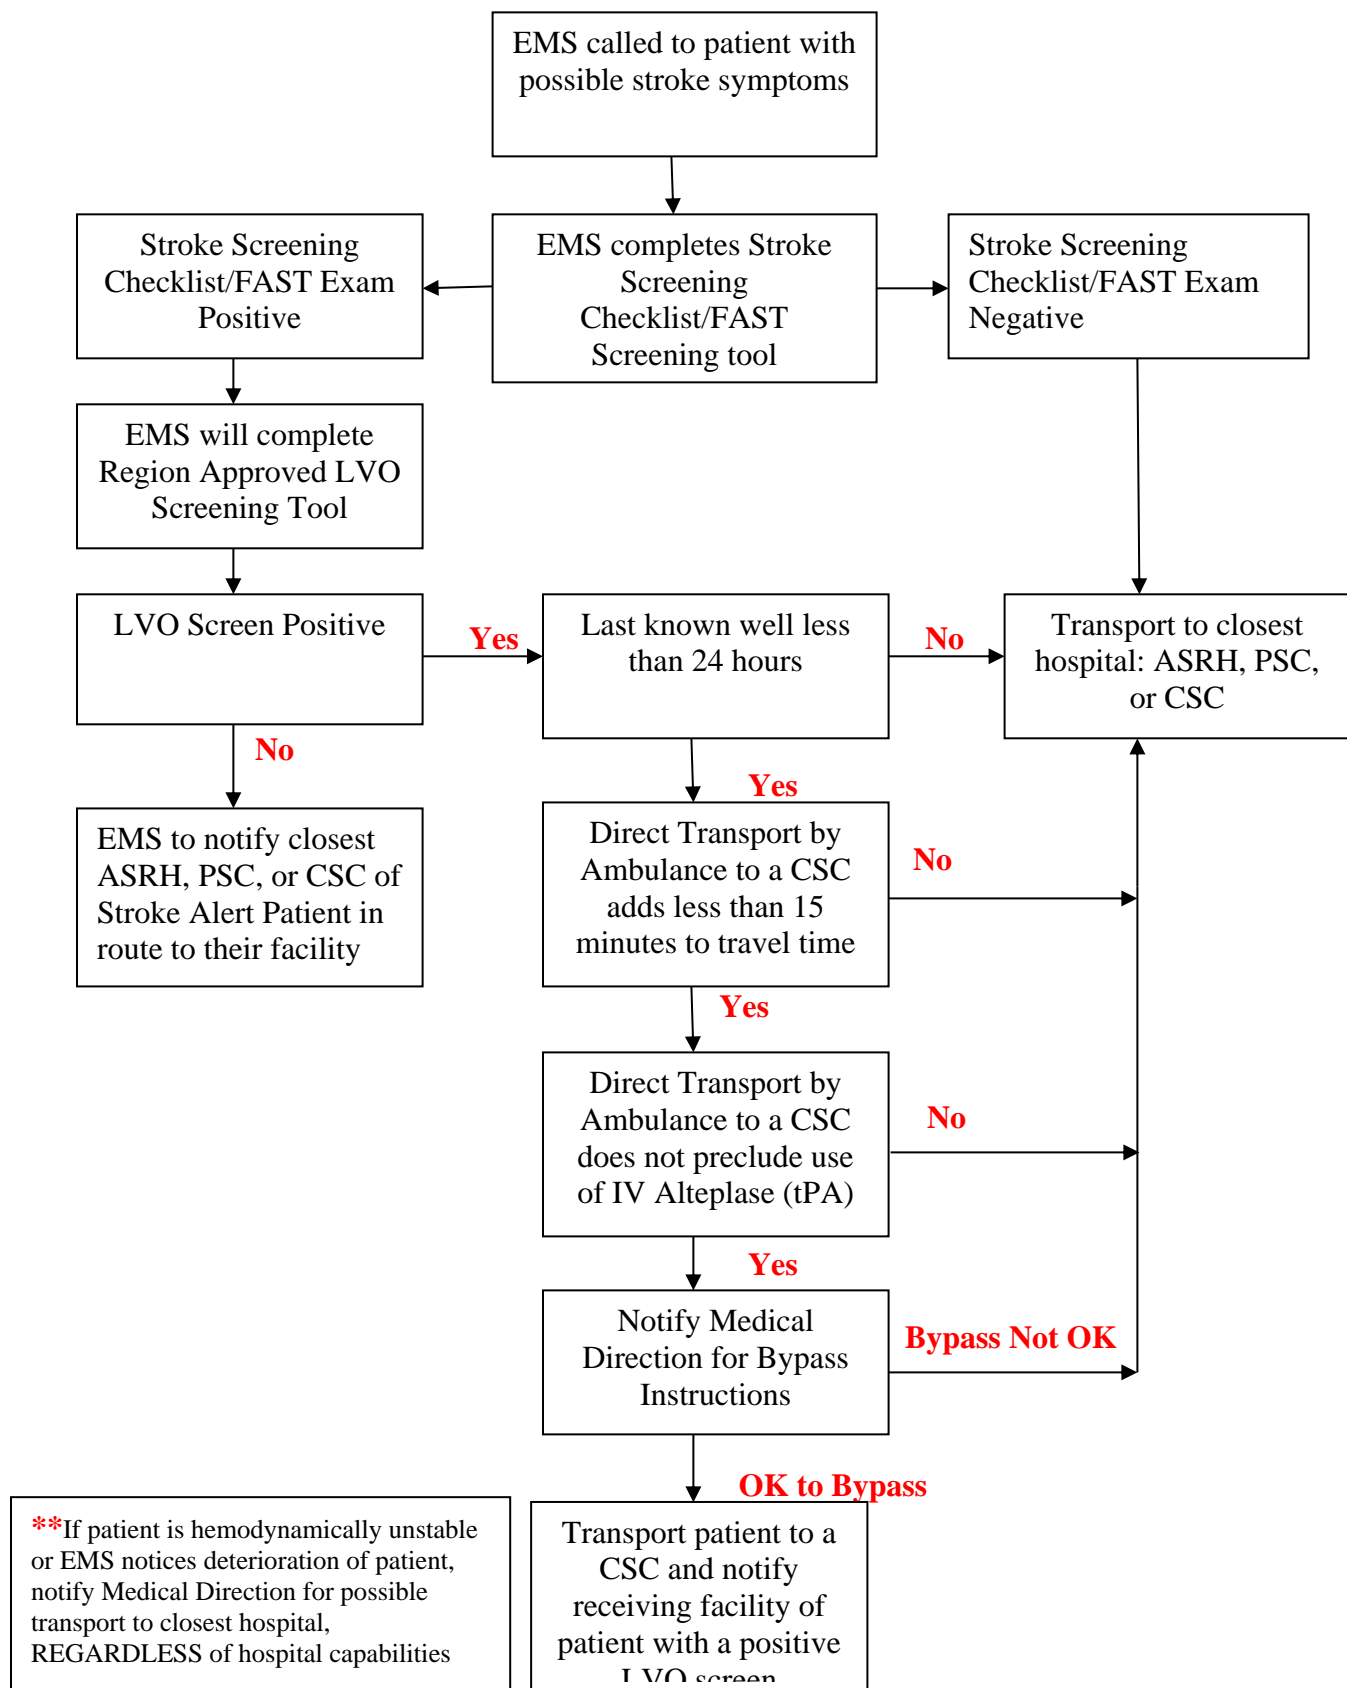 EMS called to patient with
possible stroke symptoms
Stroke Screening
Checklist/FAST Exam
Positive
EMS completes Stroke
Screening
Checklist/FAST
Screening tool
Stroke Screening
Checklist/FAST Exam
Negative
EMS will complete
Region Approved LVO
Screening Tool
LVO Screen Positive
Yes
Last known well less
than 24 hours
No
Transport to closest
hospital: ASRH, PSC,
or CSC
No
Yes
EMS to notify closest
ASRH, PSC, or CSC of
Stroke Alert Patient in
route to their facility
Direct Transport by
Ambulance to a CSC
adds less than 15
minutes to travel time
No
Yes
Direct Transport by
Ambulance to a CSC
does not preclude use
of IV Alteplase (tPA)
No
Yes
Notify Medical
Direction for Bypass
Instructions
Bypass Not OK
OK to Bypass
**If patient is hemodynamically unstable
or EMS notices deterioration of patient,
notify Medical Direction for possible
transport to closest hospital,
REGARDLESS of hospital capabilities
Transport patient to a
CSC and notify
receiving facility of
patient with a positive
LVO screen